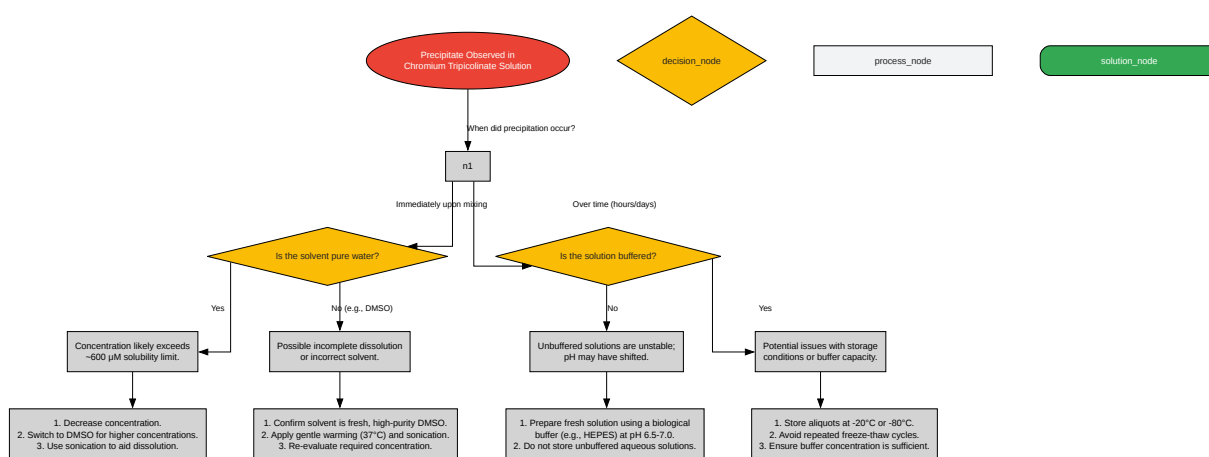 Precipitate Observed in
Chromium Tripicolinate Solution
decision_node
process_node
solution_node
When did precipitation occur?
n1
Immediately upon mixing
Over time (hours/days)
Is the solvent pure water?
Is the solution buffered?
Yes
No (e.g., DMSO)
No
Yes
Concentration likely exceeds
~600 µM solubility limit.
Possible incomplete dissolution
or incorrect solvent.
Unbuffered solutions are unstable;
pH may have shifted.
Potential issues with storage
conditions or buffer capacity.
1. Decrease concentration.
2. Switch to DMSO for higher concentrations.
3. Use sonication to aid dissolution.
1. Confirm solvent is fresh, high-purity DMSO.
2. Apply gentle warming (37°C) and sonication.
3. Re-evaluate required concentration.
1. Prepare fresh solution using a biological
buffer (e.g., HEPES) at pH 6.5-7.0.
2. Do not store unbuffered aqueous solutions.
1. Store aliquots at -20°C or -80°C.
2. Avoid repeated freeze-thaw cycles.
3. Ensure buffer concentration is sufficient.